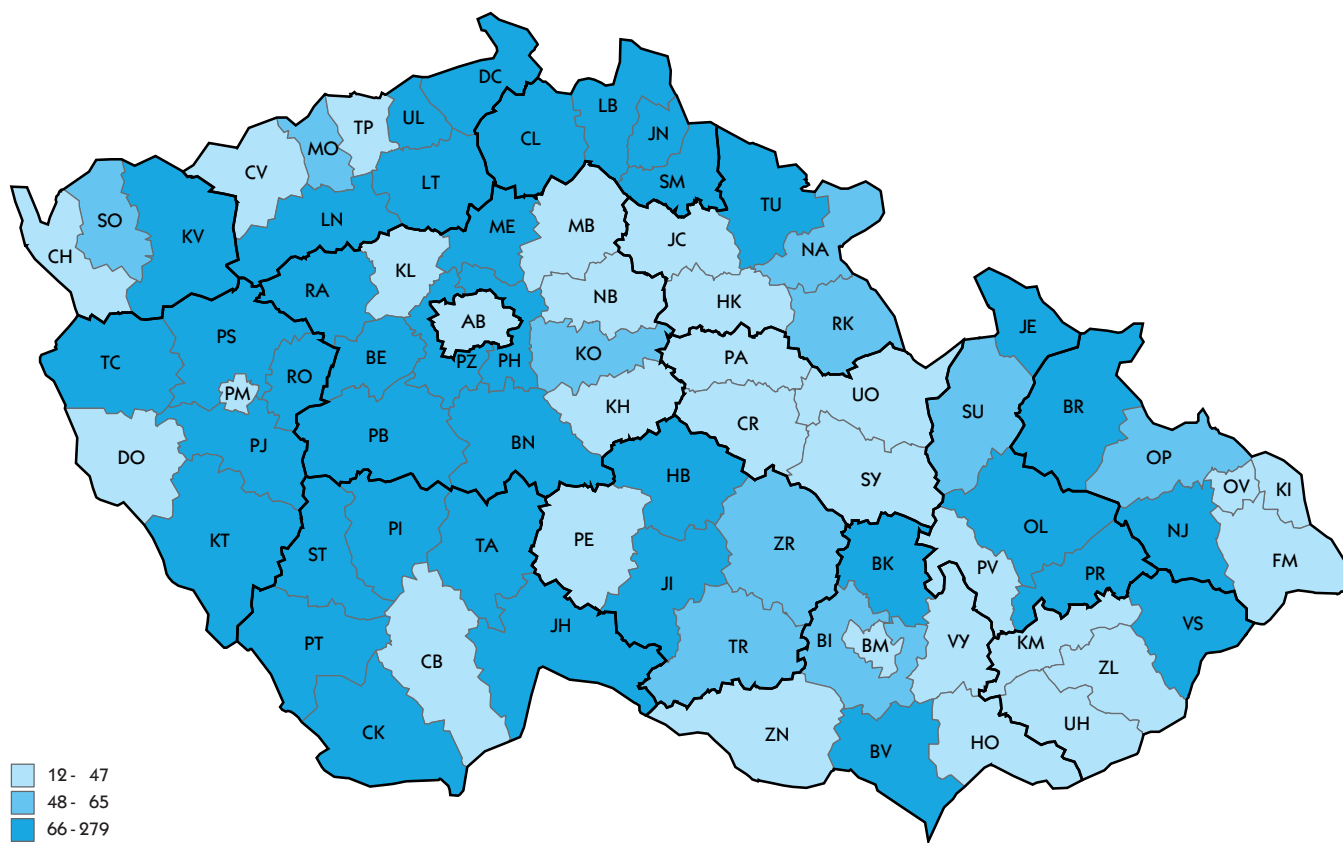 DC
LB
TP
UL
JN
MO
CL
CV
LT
SM
TU
SO
LN
ME
MB
KV
JC
NA
CH
KL
RA
NB
HK
AB
RK
JE
PS
KO
PA
TC
BE
PZ
PH
RO
UO
PM
KH
SU
BR
CR
PB
BN
PJ
DO
OP
HB
SY
OV
KI
KT
ST
PI
TA
PE
ZR
OL
NJ
BK
PV
FM
JI
PR
JH
VS
PT
TR
BI
BM
VY
KM
CB
ZL
CK
ZN
BV
HO
UH
12 - 47
48 - 65
66 - 279